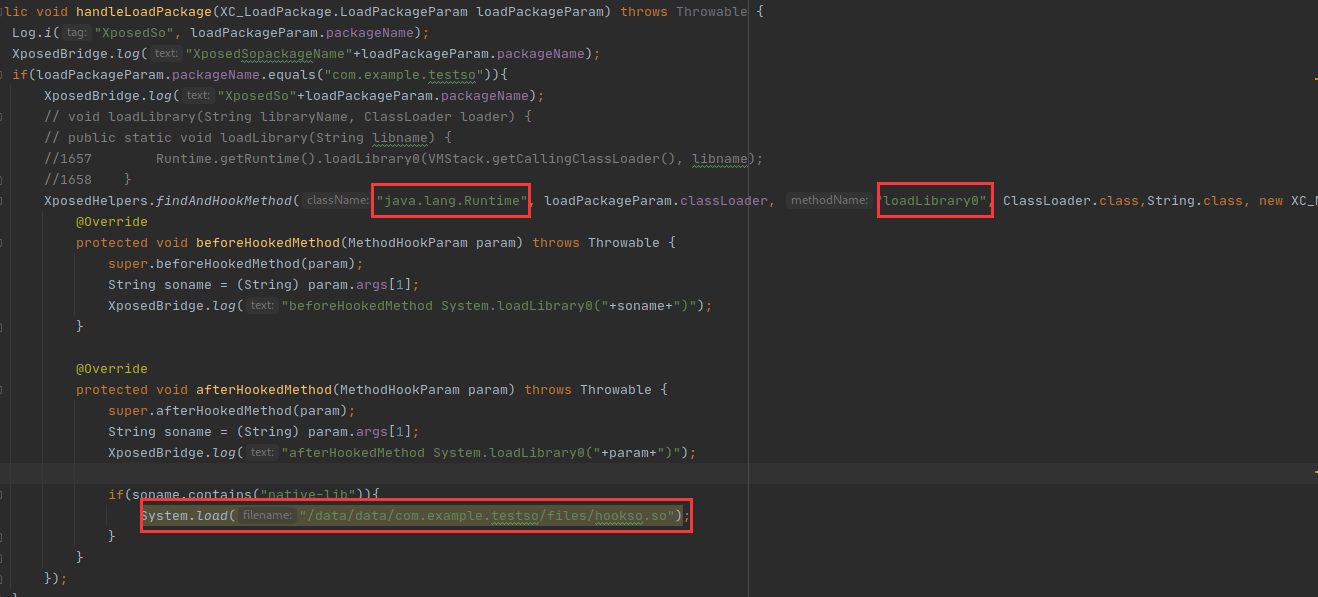 lic void handleLoadPackage(XC_LoadPackage.LoadPackageParam loadPackageParam) throws Throwable {
Log.i( tag: "XposedSo", loadPackageParam.packageName);
XposedBridge.log( text: "XposedSopackageName"+loadPackageParam.packageName);
if(loadPackageParam.packageName.equals("com.example.testso")){
XposedBridge.log( text: "XposedSo"+loadPackageParam.packageName);
// void loadLibrary(String libraryName, ClassLoader loader) {
// public static void loadLibrary(String libname) {
//1657 Runtime.getRuntime().loadLibrary0(VMStack.getCallingClassLoader(), libname);
//1658 }
XposedHelpers.findAndHookMethod( className: "java.lang.Runtime", loadPackageParam.classLoader, methodName: "loadLibrary0", ClassLoader.class,String.class, new XC_
@Override
protected void beforeHookedMethod(MethodHookParam param) throws Throwable {
super.beforeHookedMethod(param);
String soname = (String) param.args[1];
XposedBridge.log( text: "beforeHookedMethod System.loadLibrary0("+soname+")");
}
@Override
protected void afterHookedMethod(MethodHookParam param) throws Throwable {
super.afterHookedMethod(param);
String soname = (String) param.args[1];
XposedBridge.log( text: "afterHookedMethod System.loadLibrary0("+param+")");
if(soname.contains("native-lib")){
System.load( filename: "/data/data/com.example.testso/files/hookso.so");
}
}
});
}